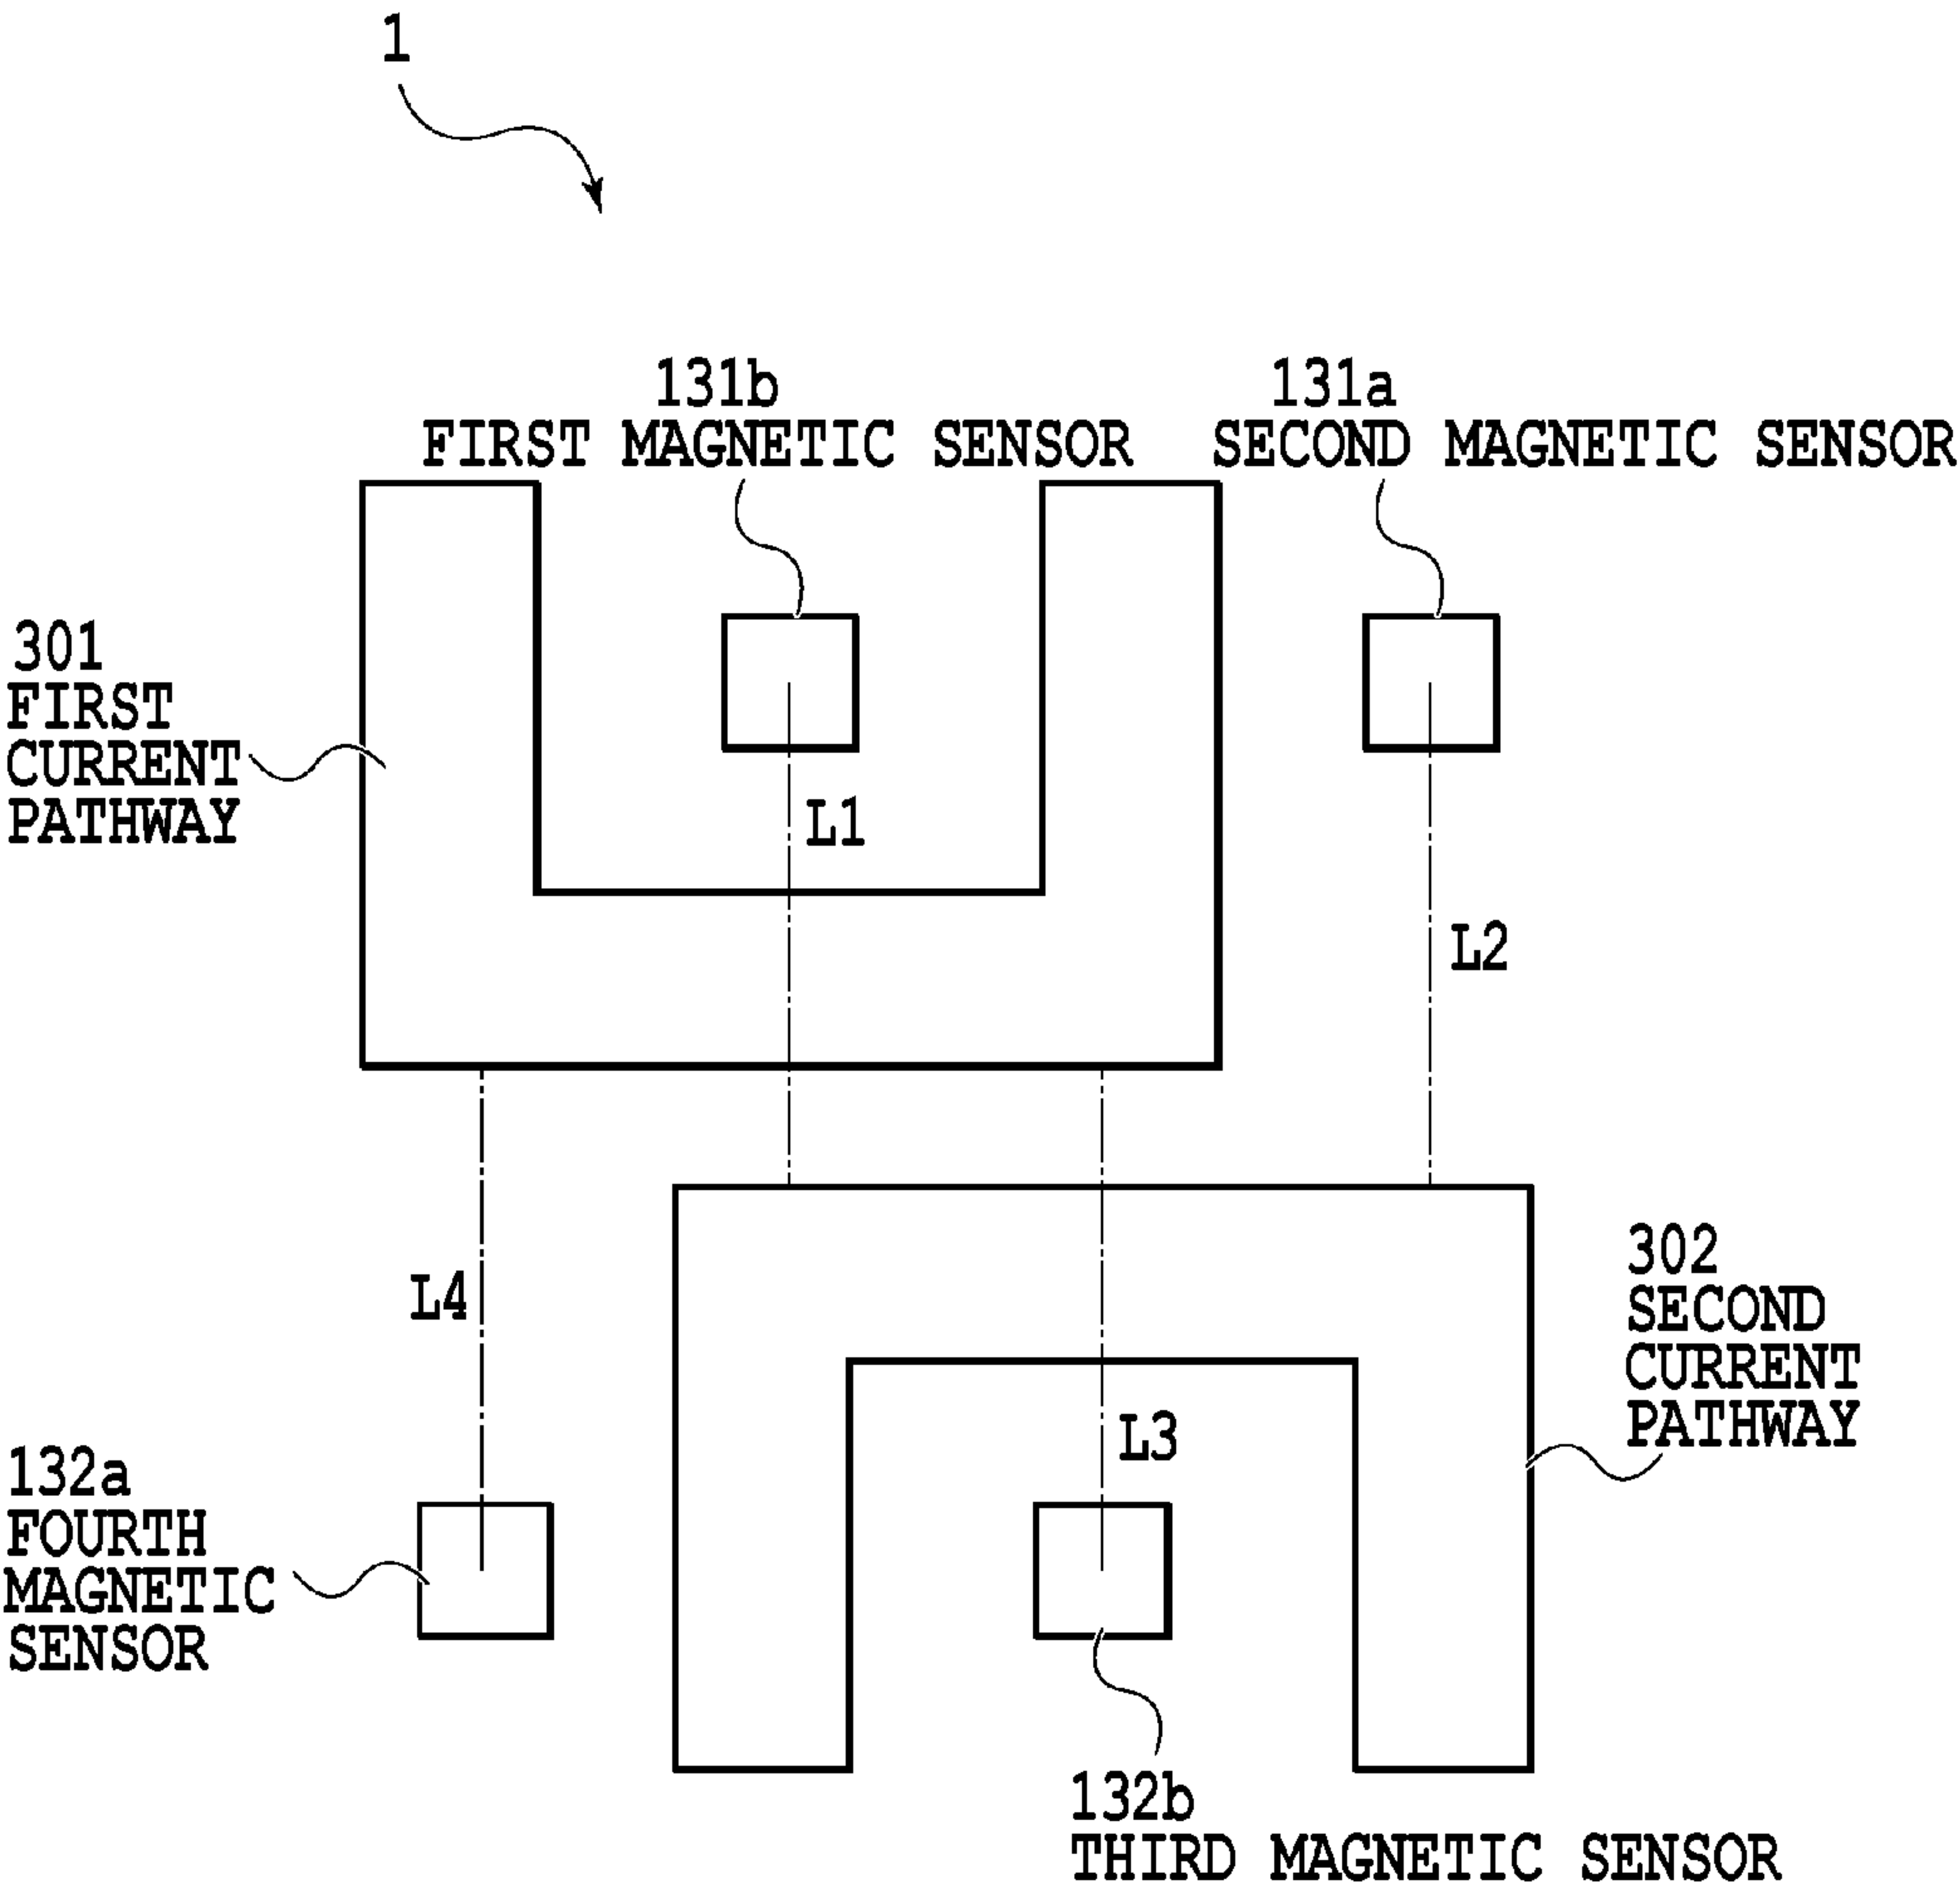 1
131b
FIRST MAGNETIC SENSOR
131a
SECOND MAGNETIC SENSOR
301
FIRST
CURRENT
PATHWAY
L1
L2
L4
302
SECOND
CURRENT
PATHWAY
L3
132a
FOURTH
MAGNETIC
SENSOR
132b
THIRD MAGNETIC SENSOR